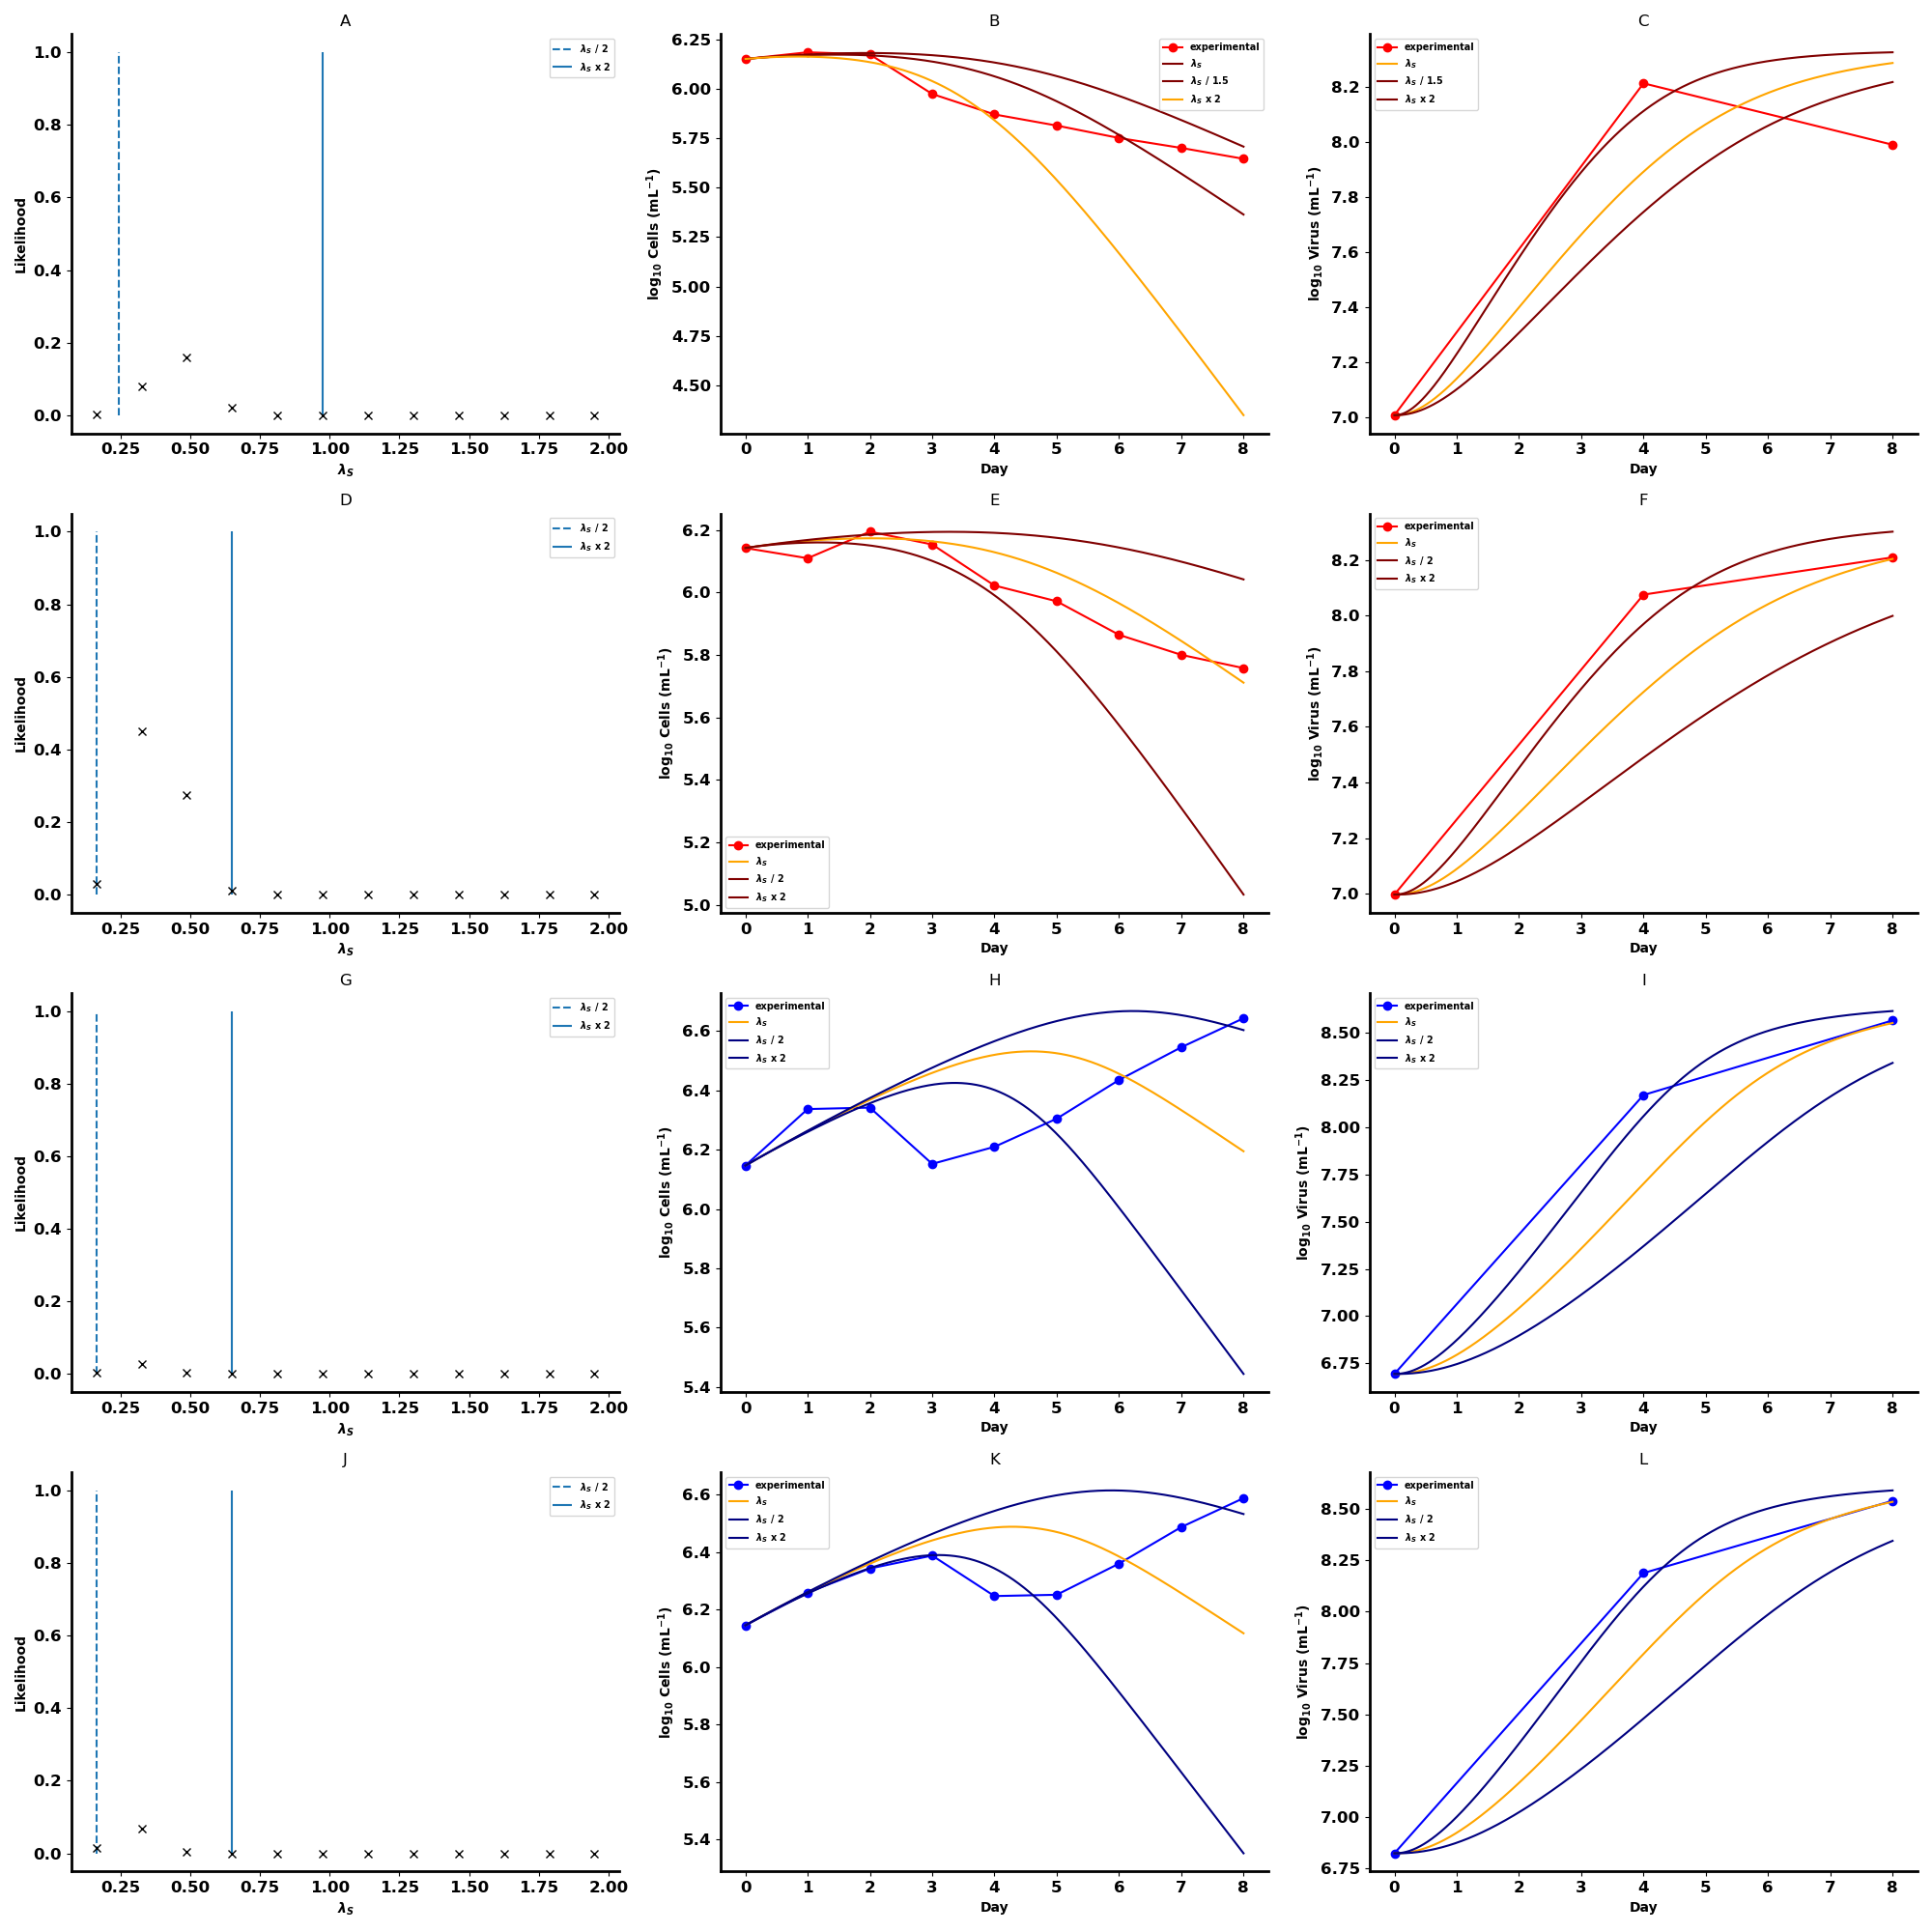 A
Likelihood
1.0
0.8
0.6
0.4
0.2
0.0
0.25 0.50 0.75 1.00 1.25 1.50 1.75 2.00
λS
λS / 2
λS x 2
B
log10 Cells (mL−1)
6.25
6.00
5.75
5.50
5.25
5.00
4.75
4.50
0 1 2 3 4 5 6 7 8
Day
experimental
λS
λS / 1.5
λS x 2
C
log10 Virus (mL−1)
8.2
8.0
7.8
7.6
7.4
7.2
7.0
0 1 2 3 4 5 6 7 8
Day
experimental
λS
λS / 1.5
λS x 2
D
Likelihood
1.0
0.8
0.6
0.4
0.2
0.0
0.25 0.50 0.75 1.00 1.25 1.50 1.75 2.00
λS
λS / 2
λS x 2
E
log10 Cells (mL−1)
6.2
6.0
5.8
5.6
5.4
5.2
5.0
0 1 2 3 4 5 6 7 8
Day
experimental
λS
λS / 2
λS x 2
F
log10 Virus (mL−1)
8.2
8.0
7.8
7.6
7.4
7.2
7.0
0 1 2 3 4 5 6 7 8
Day
experimental
λS
λS / 2
λS x 2
G
Likelihood
1.0
0.8
0.6
0.4
0.2
0.0
0.25 0.50 0.75 1.00 1.25 1.50 1.75 2.00
λS
λS / 2
λS x 2
H
log10 Cells (mL−1)
6.6
6.4
6.2
6.0
5.8
5.6
5.4
0 1 2 3 4 5 6 7 8
Day
experimental
λS
λS / 2
λS x 2
I
log10 Virus (mL−1)
8.50
8.25
8.00
7.75
7.50
7.25
7.00
6.75
0 1 2 3 4 5 6 7 8
Day
experimental
λS
λS / 2
λS x 2
J
Likelihood
1.0
0.8
0.6
0.4
0.2
0.0
0.25 0.50 0.75 1.00 1.25 1.50 1.75 2.00
λS
λS / 2
λS x 2
K
log10 Cells (mL−1)
6.6
6.4
6.2
6.0
5.8
5.6
5.4
0 1 2 3 4 5 6 7 8
Day
experimental
λS
λS / 2
λS x 2
L
log10 Virus (mL−1)
8.50
8.25
8.00
7.75
7.50
7.25
7.00
6.75
0 1 2 3 4 5 6 7 8
Day
experimental
λS
λS / 2
λS x 2